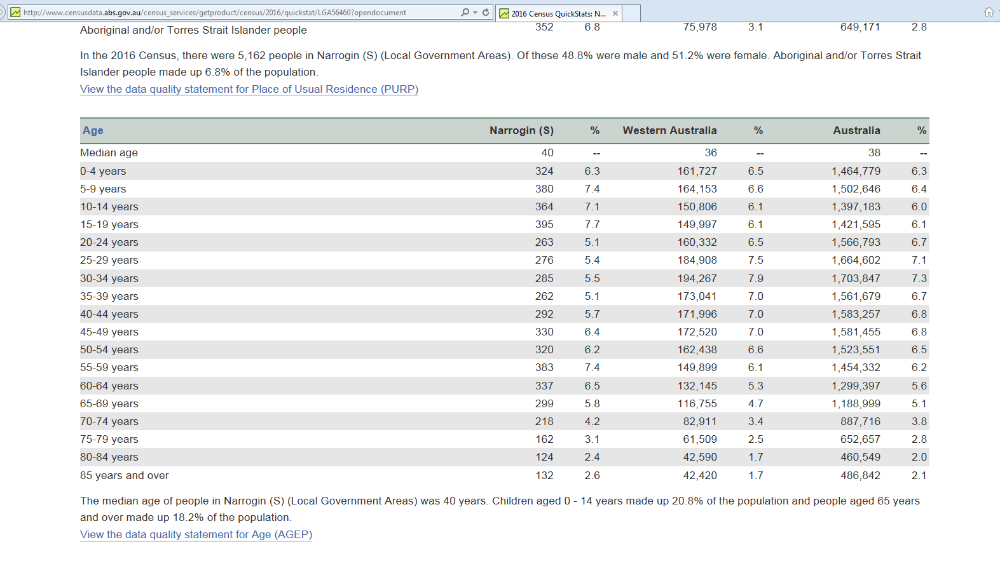 http://www.censusdata.abs.gov.au/census_services/getproduct/census/2016/quickstat/LGA56460?opendocument 2016 Census QuickStats: N...
Aboriginal and/or Torres Strait Islander people 352 6.8 75,978 3.1 649,171 2.8
In the 2016 Census, there were 5,162 people in Narrogin (S) (Local Government Areas). Of these 48.8% were male and 51.2% were female. Aboriginal and/or Torres Strait
Islander people made up 6.8% of the population.
View the data quality statement for Place of Usual Residence (PURP)
Age Narrogin (S) % Western Australia % Australia %
Median age 40 -- 36 -- 38 --
0-4 years 324 6.3 161,727 6.5 1,464,779 6.3
5-9 years 380 7.4 164,153 6.6 1,502,646 6.4
10-14 years 364 7.1 150,806 6.1 1,397,183 6.0
15-19 years 395 7.7 149,997 6.1 1,421,595 6.1
20-24 years 263 5.1 160,332 6.5 1,566,793 6.7
25-29 years 276 5.4 184,908 7.5 1,664,602 7.1
30-34 years 285 5.5 194,267 7.9 1,703,847 7.3
35-39 years 262 5.1 173,041 7.0 1,561,679 6.7
40-44 years 292 5.7 171,996 7.0 1,583,257 6.8
45-49 years 330 6.4 172,520 7.0 1,581,455 6.8
50-54 years 320 6.2 162,438 6.6 1,523,551 6.5
55-59 years 383 7.4 149,899 6.1 1,454,332 6.2
60-64 years 337 6.5 132,145 5.3 1,299,397 5.6
65-69 years 299 5.8 116,755 4.7 1,188,999 5.1
70-74 years 218 4.2 82,911 3.4 887,716 3.8
75-79 years 162 3.1 61,509 2.5 652,657 2.8
80-84 years 124 2.4 42,590 1.7 460,549 2.0
85 years and over 132 2.6 42,420 1.7 486,842 2.1
The median age of people in Narrogin (S) (Local Government Areas) was 40 years. Children aged 0 - 14 years made up 20.8% of the population and people aged 65 years
and over made up 18.2% of the population.
View the data quality statement for Age (AGEP)